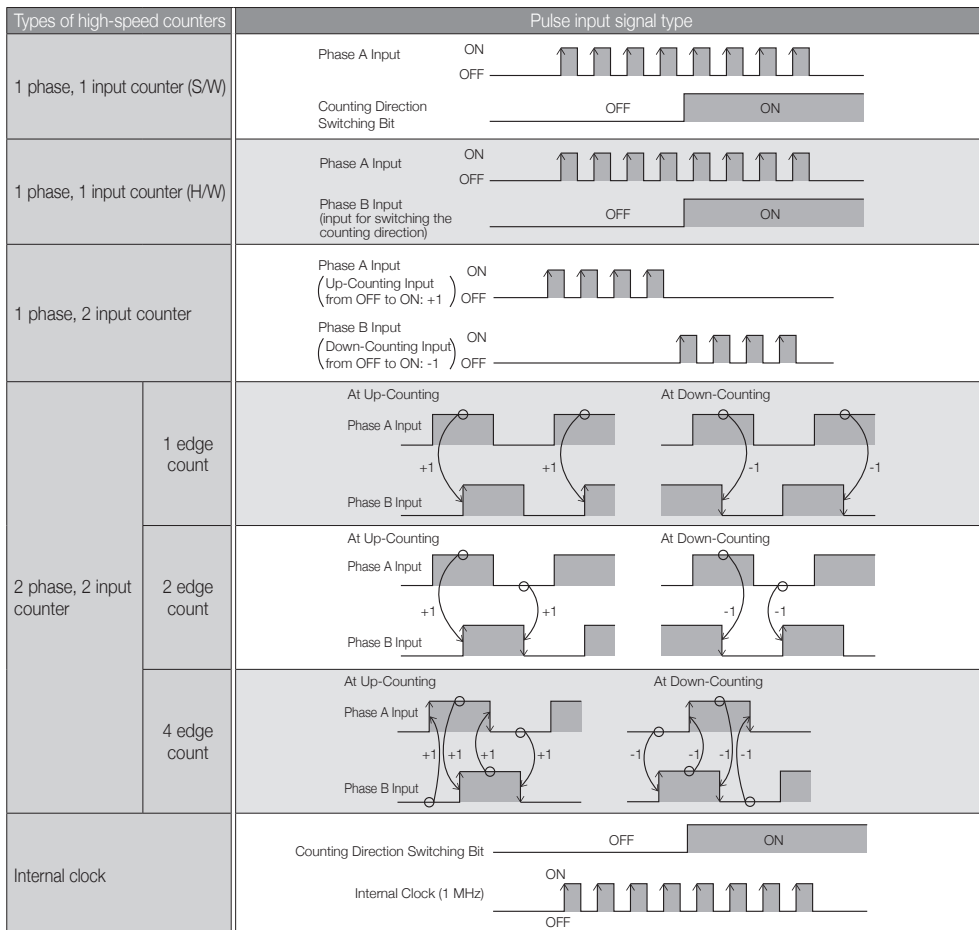 Types of high-speed counters
Pulse input signal type
1 phase, 1 input counter (S/W)
Phase A Input
ON
OFF
Counting Direction
Switching Bit
OFF
ON
1 phase, 1 input counter (H/W)
Phase A Input
ON
OFF
Phase B Input
(input for switching the
counting direction)
OFF
ON
1 phase, 2 input counter
Phase A Input
(Up-Counting Input
from OFF to ON: +1)
ON
OFF
Phase B Input
(Down-Counting Input
from OFF to ON: -1)
ON
OFF
2 phase, 2 input
counter
1 edge
count
At Up-Counting
At Down-Counting
Phase A Input
+1
+1
-1
-1
Phase B Input
2 edge
count
At Up-Counting
At Down-Counting
Phase A Input
+1
+1
-1
-1
Phase B Input
4 edge
count
At Up-Counting
At Down-Counting
Phase A Input
+1
+1
+1
+1
-1
-1
-1
-1
Phase B Input
Internal clock
Counting Direction Switching Bit
OFF
ON
Internal Clock (1 MHz)
ON
OFF